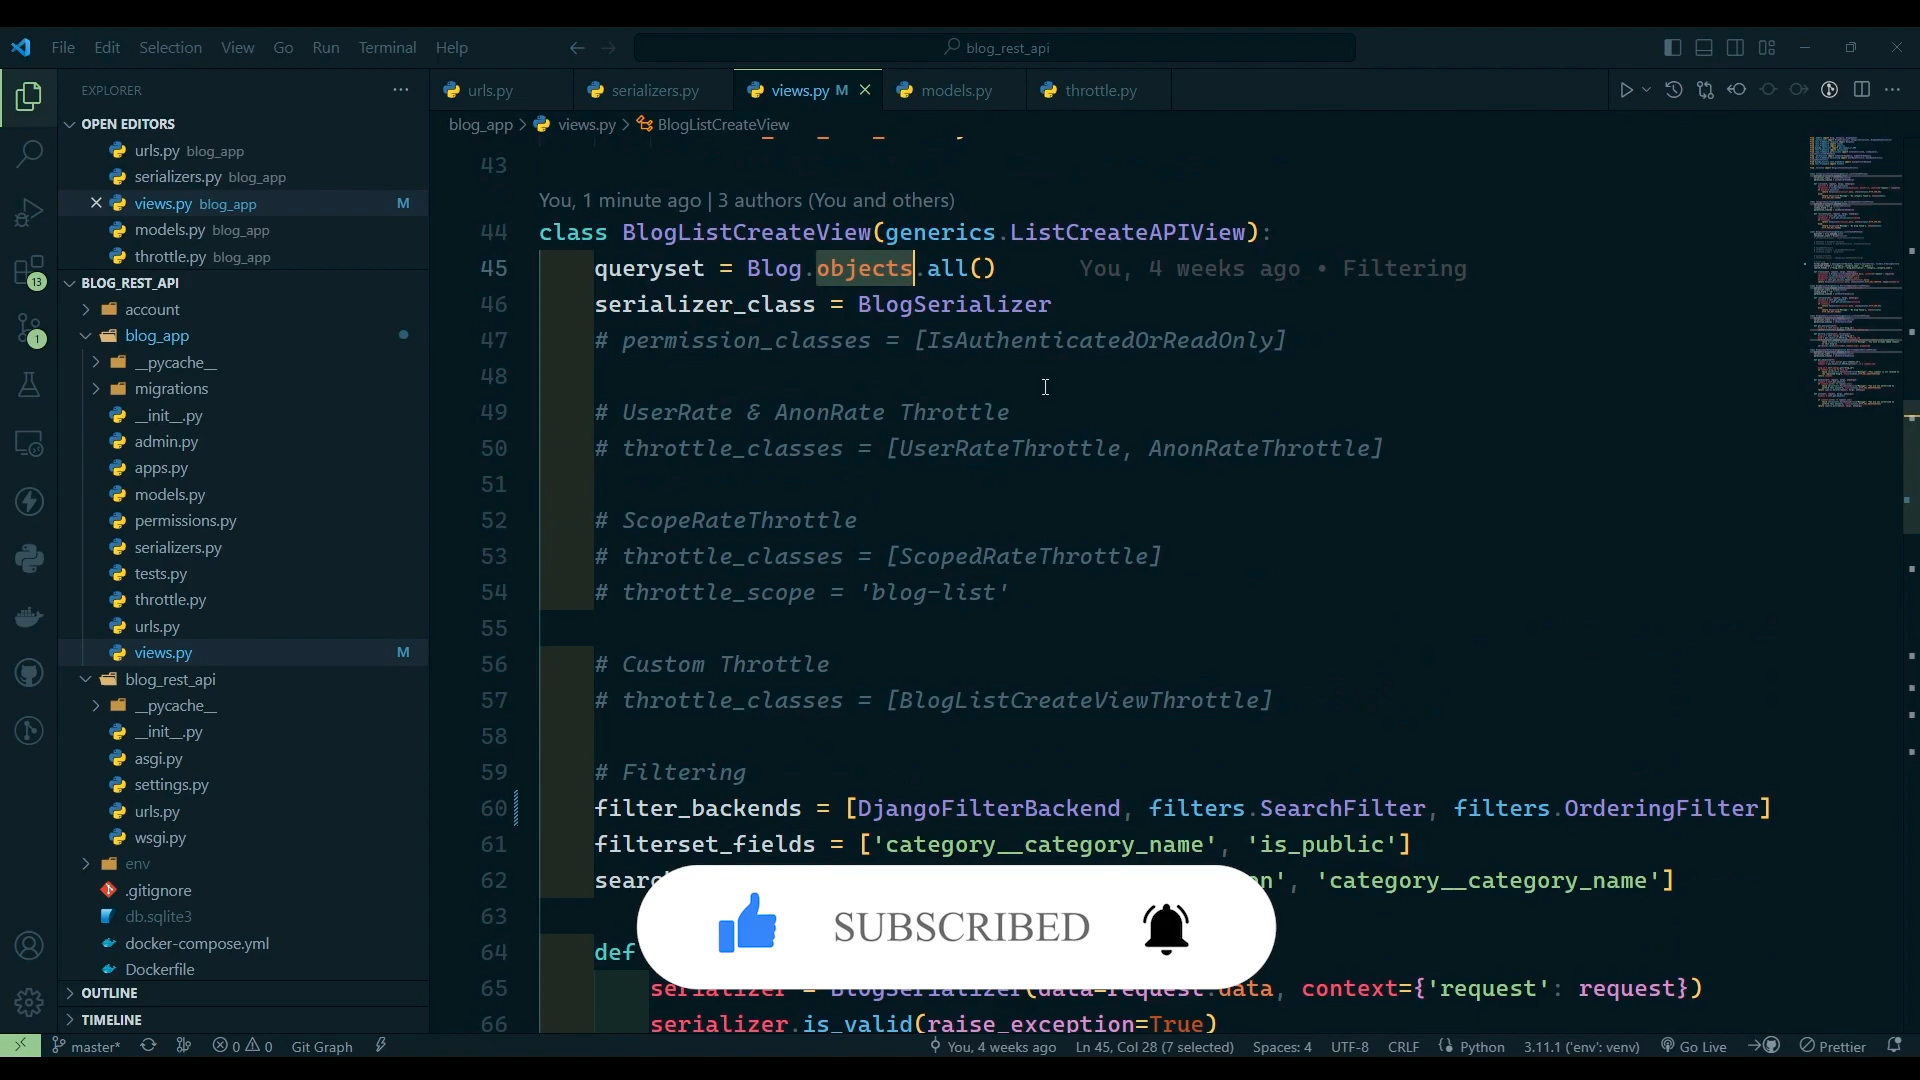 File Edit Selection View Go Run Terminal Help
blog_rest_api
EXPLORER
urls.py
serializers.py
views.py M
models.py
throttle.py
OPEN EDITORS
urls.py blog_app
serializers.py blog_app
views.py blog_app M
models.py blog_app
throttle.py blog_app
BLOG_REST_API
account
blog_app
__pycache__
migrations
__init__.py
admin.py
apps.py
models.py
permissions.py
serializers.py
tests.py
throttle.py
urls.py
views.py M
blog_rest_api
__pycache__
__init__.py
asgi.py
settings.py
urls.py
wsgi.py
env
.gitignore
db.sqlite3
docker-compose.yml
Dockerfile
OUTLINE
TIMELINE
13
1
blog_app > views.py > BlogListCreateView
43
You, 1 minute ago | 3 authors (You and others)
44 class BlogListCreateView(generics.ListCreateAPIView):
45 queryset = Blog.objects.all() You, 4 weeks ago • Filtering
46 serializer_class = BlogSerializer
47 # permission_classes = [IsAuthenticatedOrReadOnly]
48
49 # UserRate & AnonRate Throttle
50 # throttle_classes = [UserRateThrottle, AnonRateThrottle]
51
52 # ScopeRateThrottle
53 # throttle_classes = [ScopedRateThrottle]
54 # throttle_scope = 'blog-list'
55
56 # Custom Throttle
57 # throttle_classes = [BlogListCreateViewThrottle]
58
59 # Filtering
60 filter_backends = [DjangoFilterBackend, filters.SearchFilter, filters.OrderingFilter]
61 filterset_fields = ['category__category_name', 'is_public']
62 searc n', 'category__category_name']
63
64 def
SUBSCRIBED
65 serializer = BlogSerializer(data=request.data, context={'request': request})
66 serializer.is_valid(raise_exception=True)
master* 0 0 Git Graph You, 4 weeks ago Ln 45, Col 28 (7 selected) Spaces: 4 UTF-8 CRLF Python 3.11.1 ('env': venv) Go Live Prettier